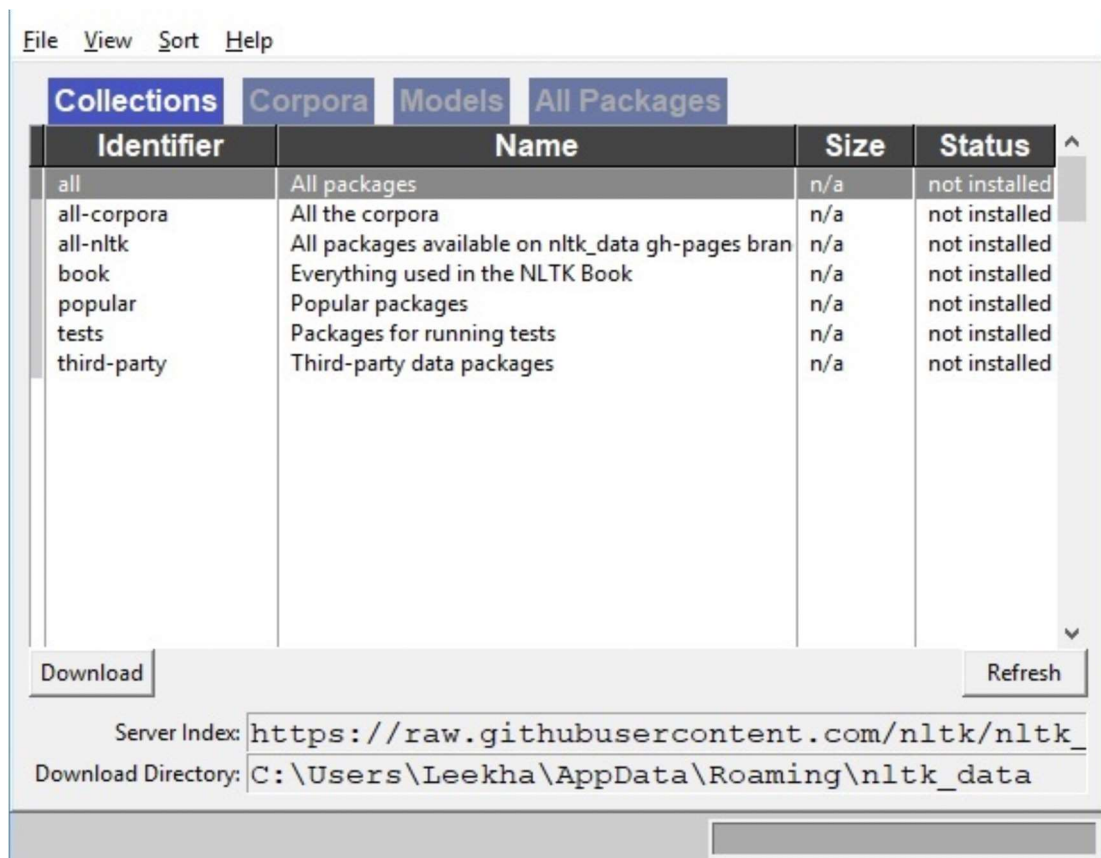 File View Sort Help
Collections Corpora Models All Packages
Identifier Name Size Status
all All packages n/a not installed
all-corpora All the corpora n/a not installed
all-nltk All packages available on nltk_data gh-pages bran n/a not installed
book Everything used in the NLTK Book n/a not installed
popular Popular packages n/a not installed
tests Packages for running tests n/a not installed
third-party Third-party data packages n/a not installed
Download Refresh
Server Index: https://raw.githubusercontent.com/nltk/nltk_
Download Directory: C:\Users\Leekha\AppData\Roaming\nltk_data